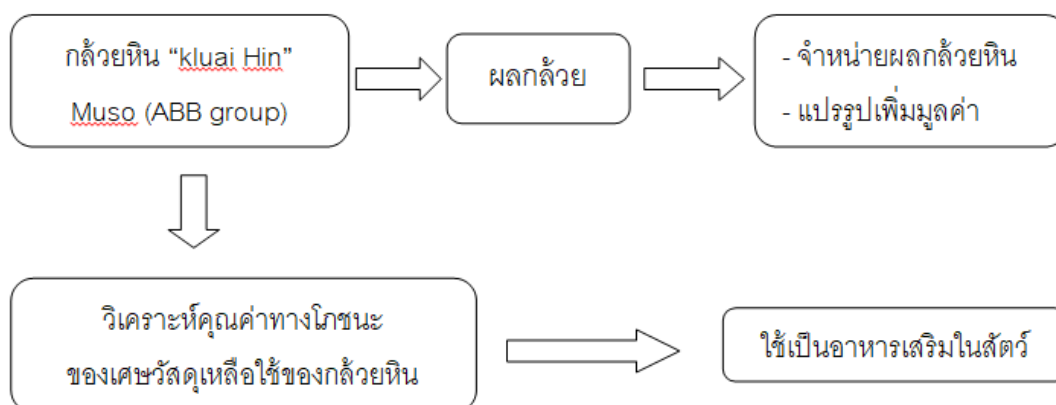 กล้วยหิน “kluai Hin”
Muso (ABB group)
ผลกล้วย
- จำหน่ายผลกล้วยหิน
- แปรรูปเพิ่มมูลค่า
วิเคราะห์คุณค่าทางโภชนะ
ของเศษวัสดุเหลือใช้ของกล้วยหิน
ใช้เป็นอาหารเสริมในสัตว์